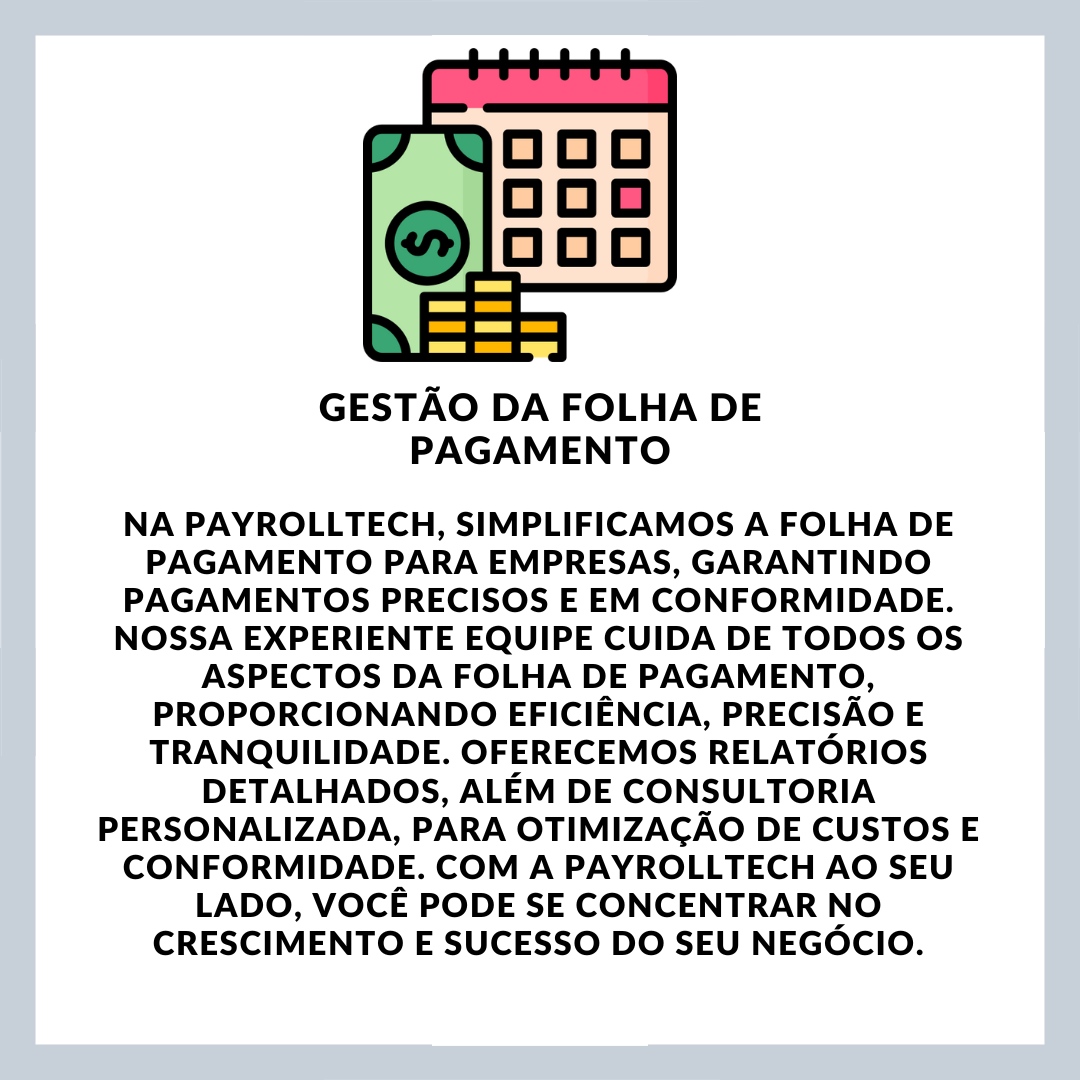 GESTÃO DA FOLHA DE
PAGAMENTO
NA PAYROLLTECH, SIMPLIFICAMOS A FOLHA DE
PAGAMENTO PARA EMPRESAS, GARANTINDO
PAGAMENTOS PRECISOS E EM CONFORMIDADE.
NOSSA EXPERIENTE EQUIPE CUIDA DE TODOS OS
ASPECTOS DA FOLHA DE PAGAMENTO,
PROPORCIONANDO EFICIÊNCIA, PRECISÃO E
TRANQUILIDADE. OFERECEMOS RELATÓRIOS
DETALHADOS, ALÉM DE CONSULTORIA
PERSONALIZADA, PARA OTIMIZAÇÃO DE CUSTOS E
CONFORMIDADE. COM A PAYROLLTECH AO SEU
LADO, VOCÊ PODE SE CONCENTRAR NO
CRESCIMENTO E SUCESSO DO SEU NEGÓCIO.